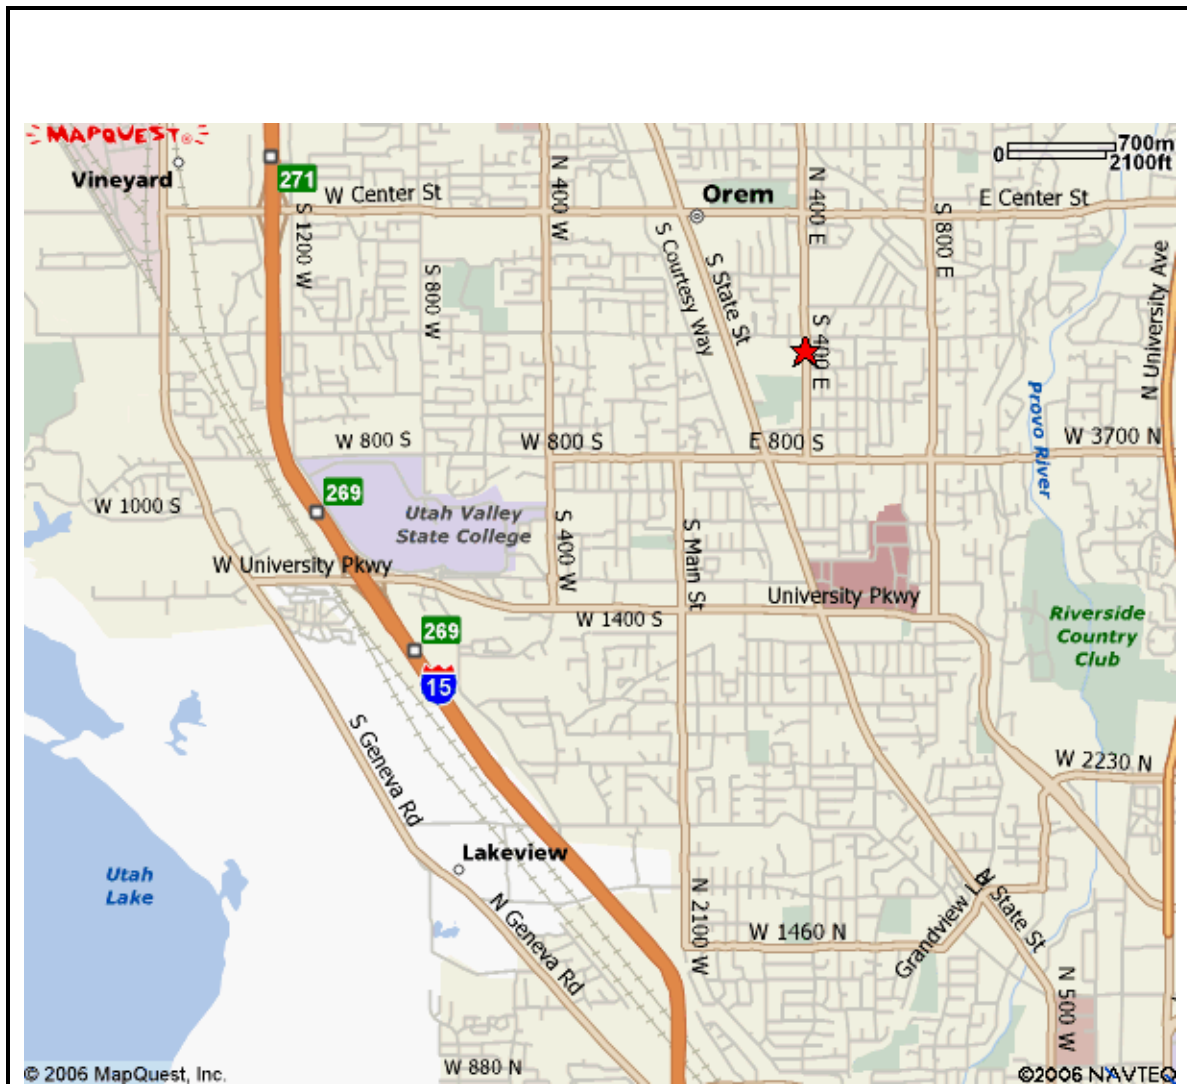 MAPQUEST
Vineyard
271
W Center St
N 400 W
Orem
N 400 E
0
700m
2100ft
E Center St
S 1200 W
S 800 W
S Courtesy Way
S State St
S 400 E
S 800 E
N University Ave
Provo River
W 800 S
W 800 S
E 800 S
W 3700 N
W 1000 S
269
Utah Valley
State College
S 400 W
S Main St
W University Pkwy
University Pkwy
W 1400 S
Riverside
Country
Club
269
15
S Geneva Rd
W 2230 N
Lakeview
Utah
Lake
N Geneva Rd
N 2100 W
W 1460 N
Grandview
N State St
N 500 W
W 880 N
© 2006 MapQuest, Inc.
©2006 NAVTEQ